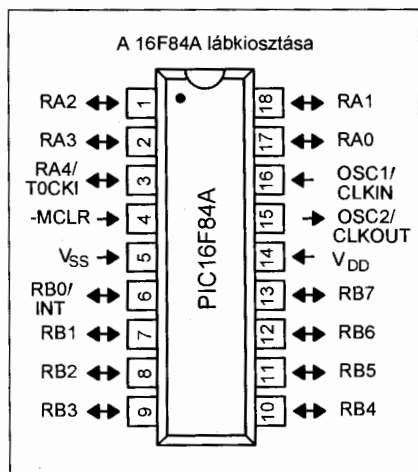 A 16F84A lábkiosztása
RA2 1
RA3 2
RA4/
T0CKI 3
-MCLR 4
VSS 5
RB0/
INT 6
RB1 7
RB2 8
RB3 9
PIC16F84A
18 RA1
17 RA0
16 OSC1/
CLKIN
15 OSC2/
CLKOUT
14 VDD
13 RB7
12 RB6
11 RB5
10 RB4